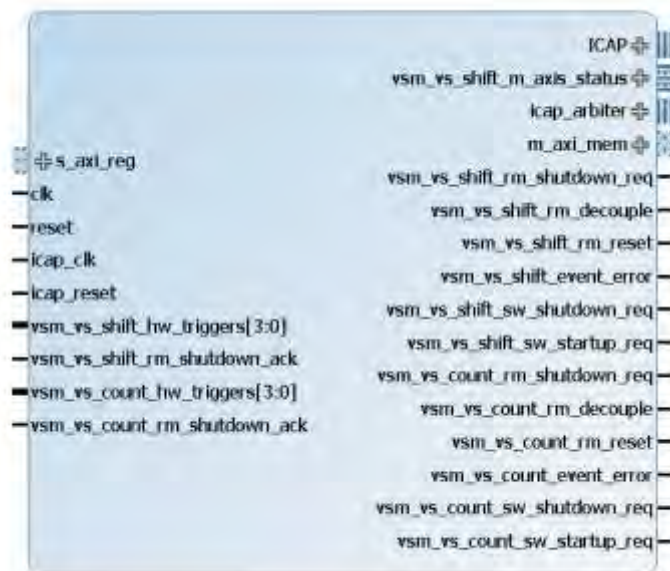 s_axi_reg
clk
reset
icap_clk
icap_reset
vsm_vs_shift_hw_triggers[3:0]
vsm_vs_shift_rm_shutdown_ack
vsm_vs_count_hw_triggers[3:0]
vsm_vs_count_rm_shutdown_ack
ICAP
vsm_vs_shift_m_axis_status
icap_arbiter
m_axi_mem
vsm_vs_shift_rm_shutdown_req
vsm_vs_shift_rm_decouple
vsm_vs_shift_rm_reset
vsm_vs_shift_event_error
vsm_vs_shift_sw_shutdown_req
vsm_vs_shift_sw_startup_req
vsm_vs_count_rm_shutdown_req
vsm_vs_count_rm_decouple
vsm_vs_count_rm_reset
vsm_vs_count_event_error
vsm_vs_count_sw_shutdown_req
vsm_vs_count_sw_startup_req